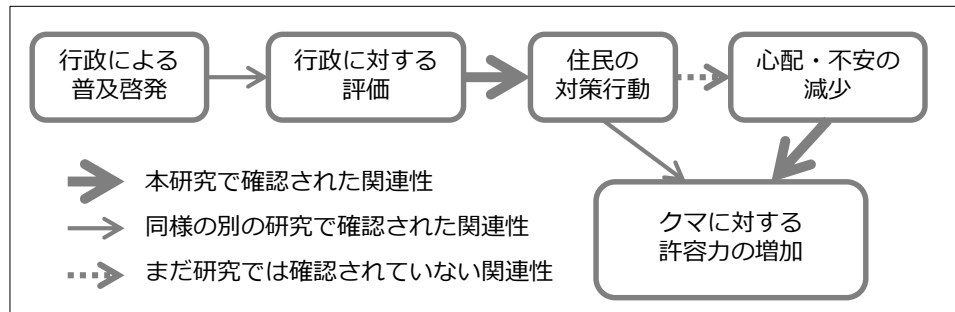 行政による
普及啓発
行政に対する
評価
住民の
対策行動
心配・不安の
減少
本研究で確認された関連性
同様の別の研究で確認された関連性
まだ研究では確認されていない関連性
クマに対する
許容力の増加